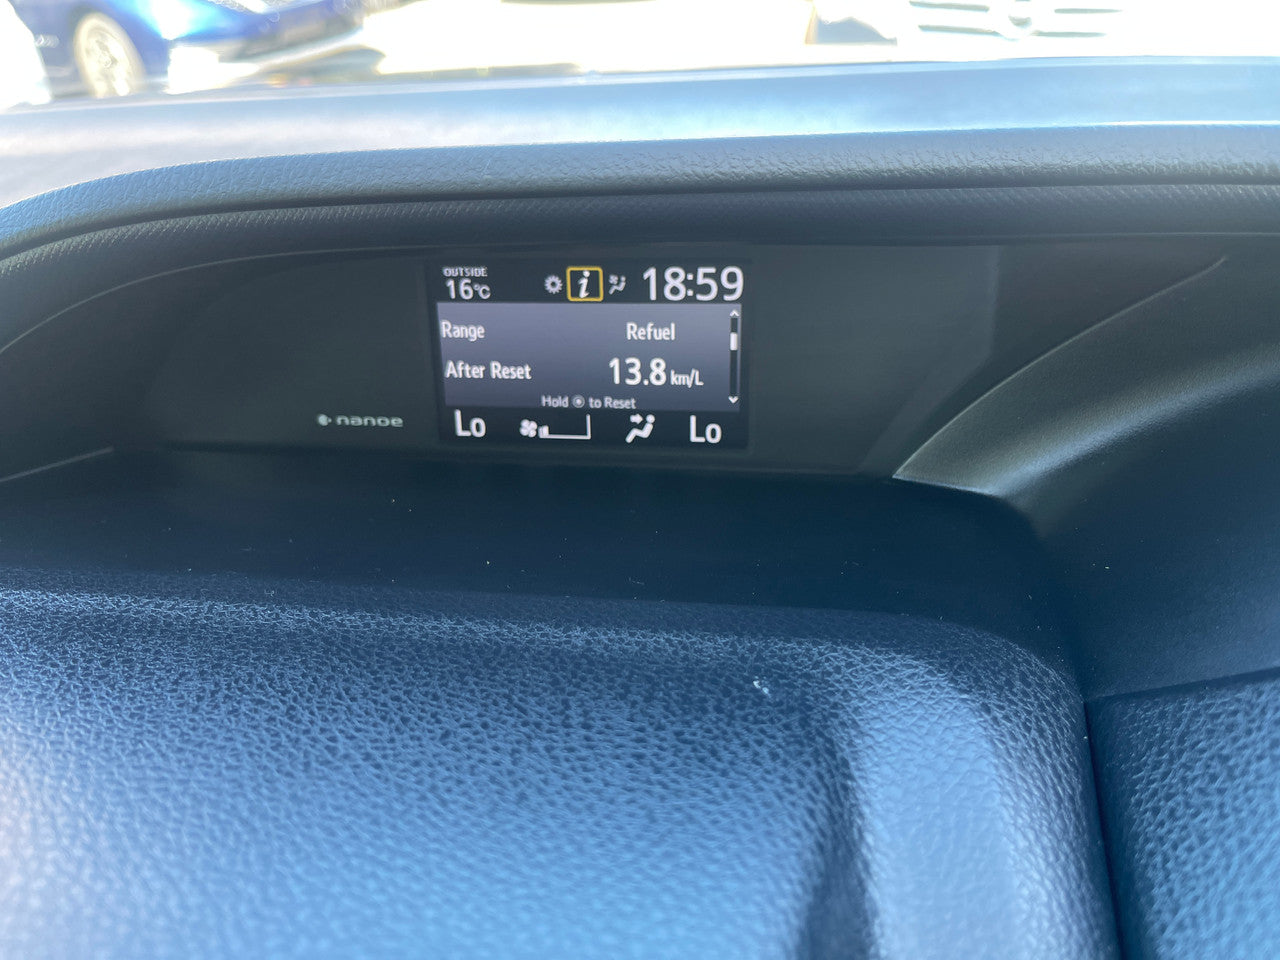 OUTSIDE
16°C
i
18:59
Range Refuel
After Reset 13.8 km/L
Hold to Reset
Lo Lo
nanoe